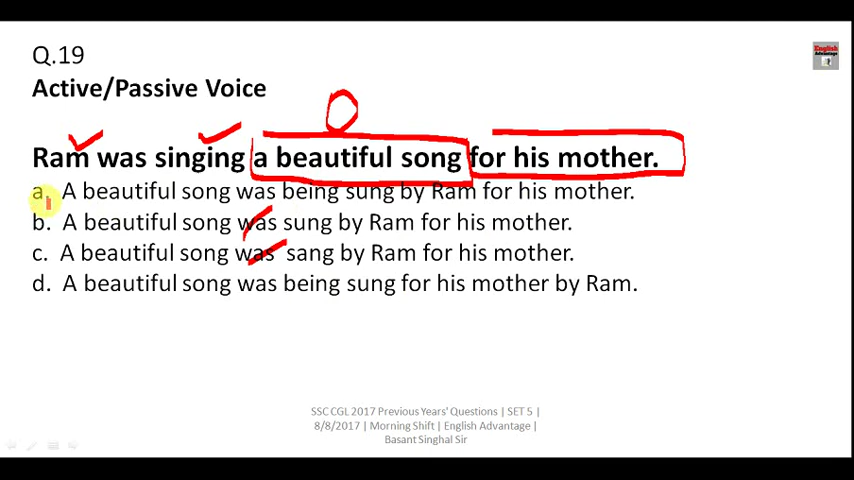 Q.19
English
Advantage
Active/Passive Voice
Ram was singing a beautiful song for his mother.
a. A beautiful song was being sung by Ram for his mother.
b. A beautiful song was sung by Ram for his mother.
c. A beautiful song was sang by Ram for his mother.
d. A beautiful song was being sung for his mother by Ram.
SSC CGL 2017 Previous Years' Questions | SET 5 |
8/8/2017 | Morning Shift | English Advantage |
Basant Singhal Sir